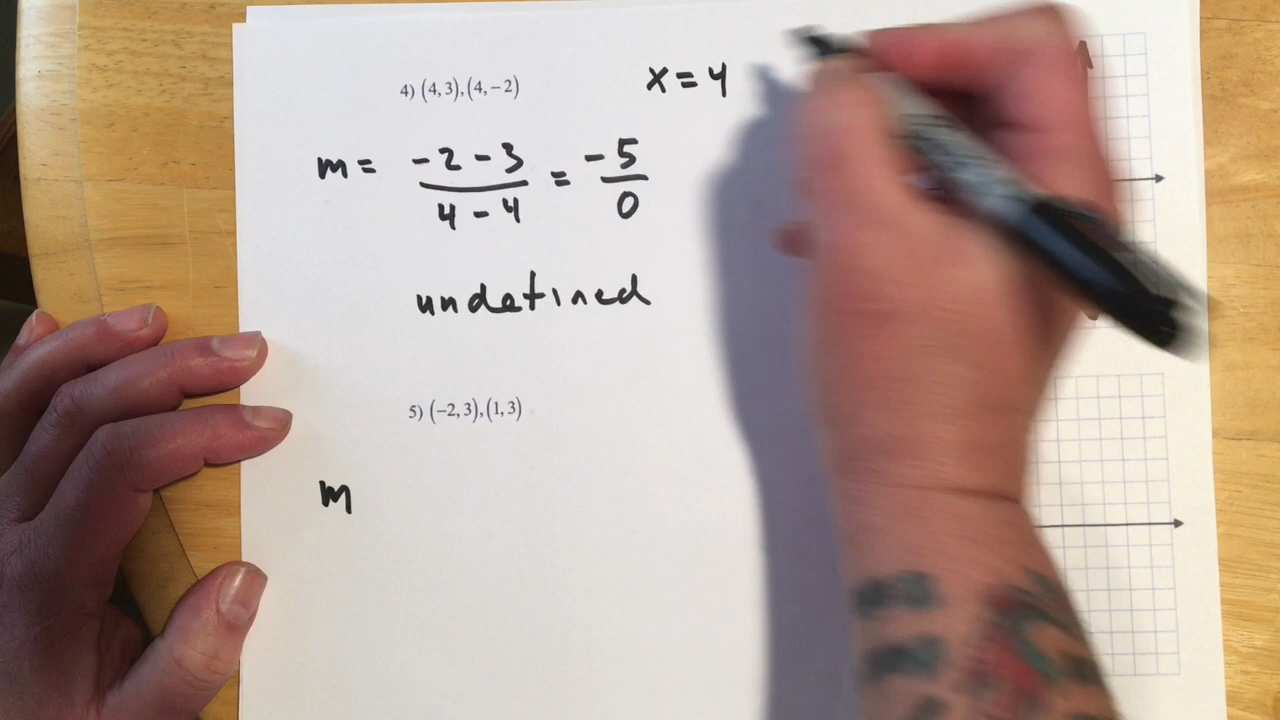 4) (4,3),(4,−2)
x=4
m= -2-3/4-4 = -5/0
undefined
5) (−2,3),(1,3)
m